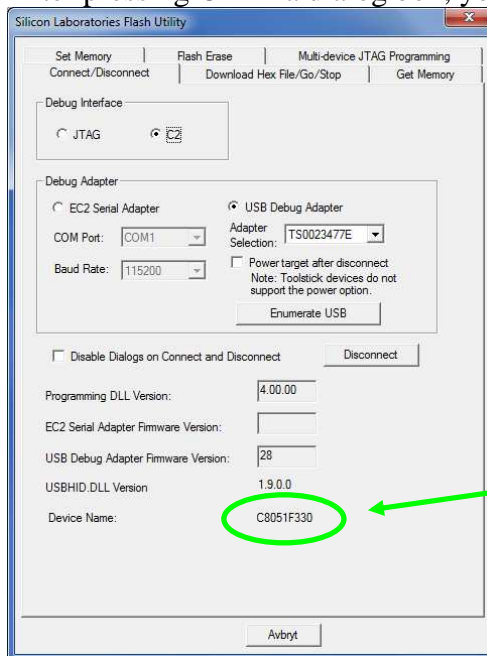 Silicon Laboratories Flash Utility
Set Memory Flash Erase Multi-device JTAG Programming
Connect/Disconnect Download Hex File/Go/Stop Get Memory
Debug Interface
JTAG C2
Debug Adapter
EC2 Serial Adapter USB Debug Adapter
COM Port: COM1 Adapter Selection: TS0023477E
Baud Rate: 115200 Power target after disconnect
Note: Toolstick devices do not
support the power option.
Enumerate USB
Disable Dialogs on Connect and Disconnect Disconnect
Programming DLL Version: 4.00.00
EC2 Serial Adapter Firmware Version:
USB Debug Adapter Firmware Version: 28
USBHID.DLL Version 1.9.0.0
Device Name: C8051F330
Avbryt